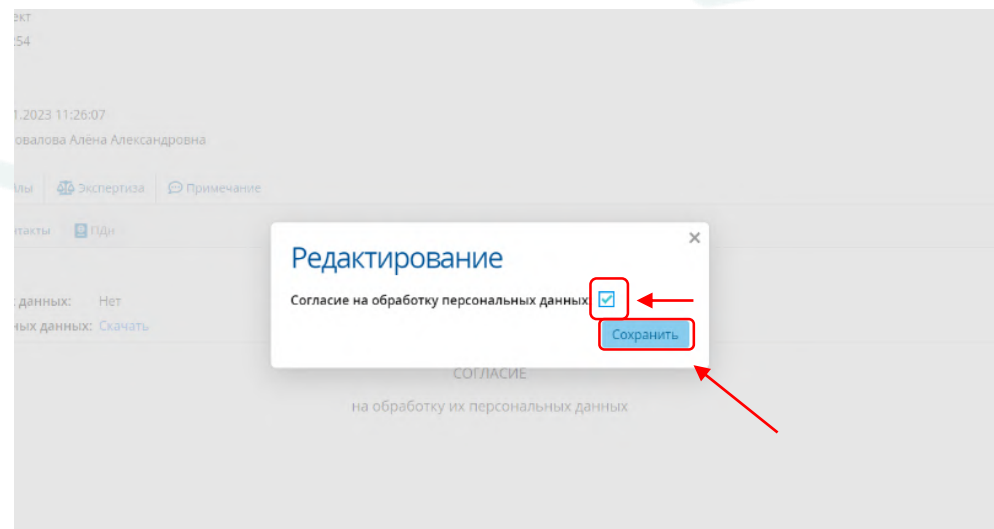 ект
254
1.2023 11:26:07
овалова Алёна Александровна
лы Экспертиза Примечание
нтакты ПДн
Редактирование
×
Согласие на обработку персональных данных
данных: Нет
ных данных: Скачать
Сохранить
СОГЛАСИЕ
на обработку их персональных данных